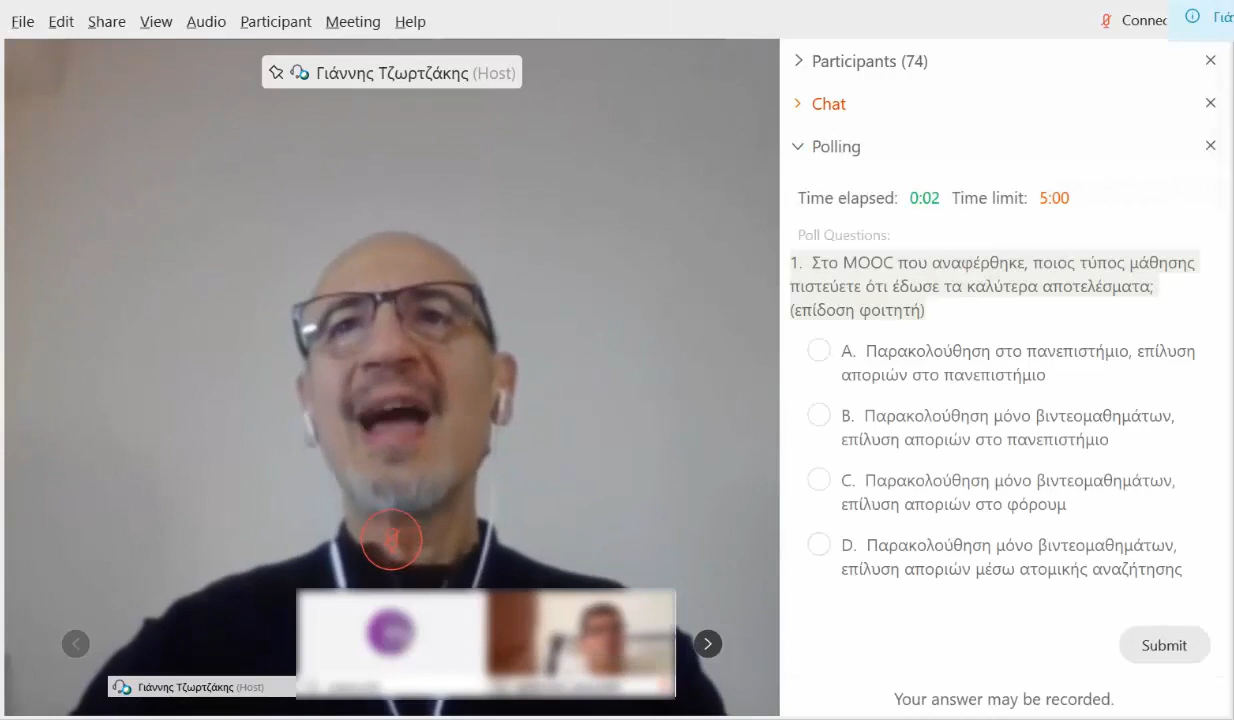 File Edit Share View Audio Participant Meeting Help
Γιάννης Τζωρτζάκης (Host)
Γιάννης Τζωρτζάκης (Host)
Participants (74)
Chat
Polling
Time elapsed: 0:02 Time limit: 5:00
Poll Questions:
1. Στο MOOC που αναφέρθηκε, ποιος τύπος μάθησης
πιστεύετε ότι έδωσε τα καλύτερα αποτελέσματα;
(επίδοση φοιτητή)
A. Παρακολούθηση στο πανεπιστήμιο, επίλυση
αποριών στο πανεπιστήμιο
B. Παρακολούθηση μόνο βιντεομαθημάτων,
επίλυση αποριών στο πανεπιστήμιο
C. Παρακολούθηση μόνο βιντεομαθημάτων,
επίλυση αποριών στο φόρουμ
D. Παρακολούθηση μόνο βιντεομαθημάτων,
επίλυση αποριών μέσω ατομικής αναζήτησης
Submit
Your answer may be recorded.